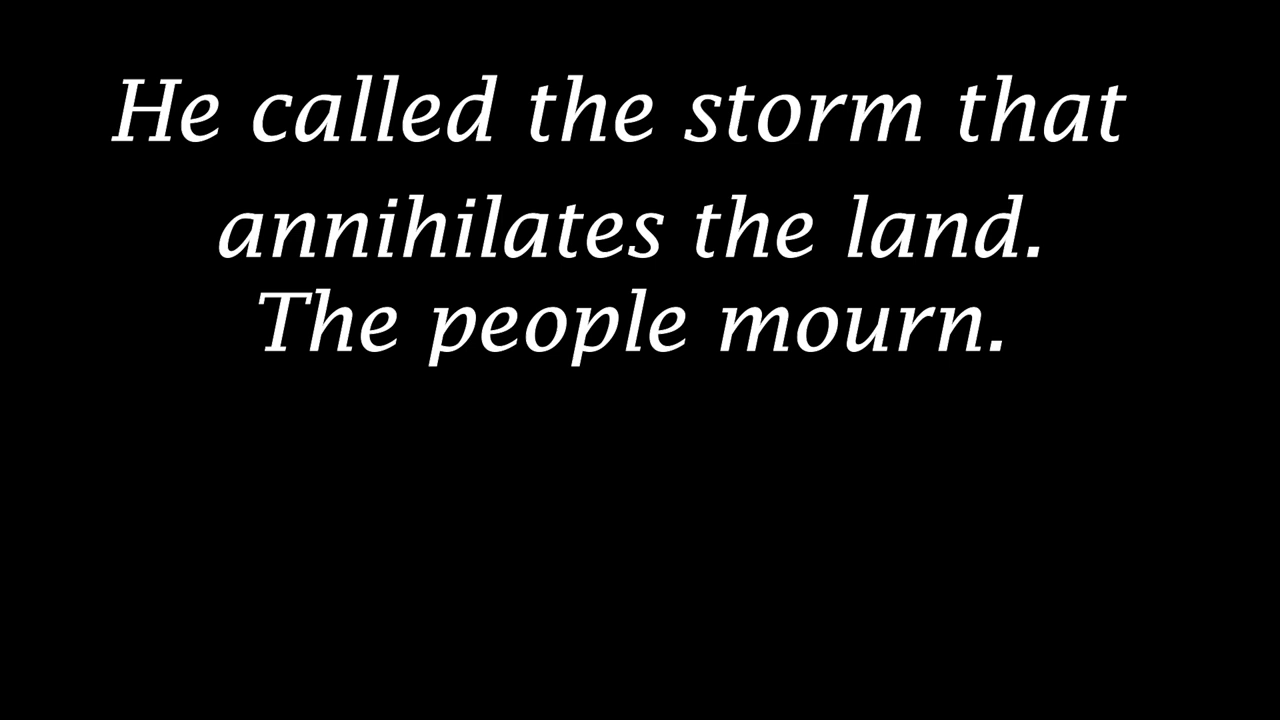 He called the storm that
annihilates the land.
The people mourn.